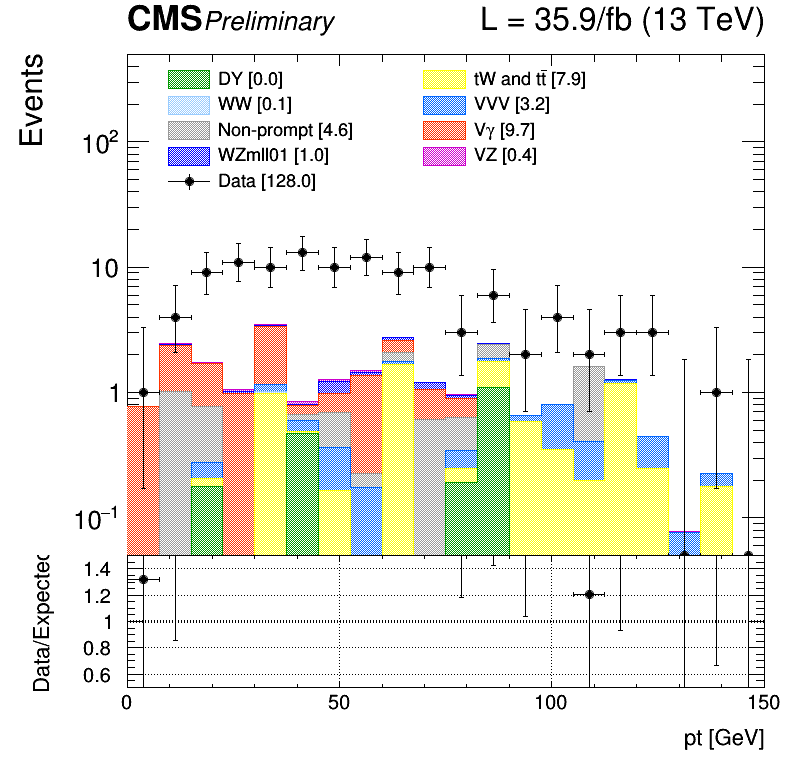 CMS Preliminary L = 35.9/fb (13 TeV)
Events
DY [0.0]
WW [0.1]
Non-prompt [4.6]
WZmll01 [1.0]
Data [128.0]
tW and tt̄ [7.9]
VVV [3.2]
Vγ [9.7]
VZ [0.4]
10²
10
1
10⁻¹
Data/Expected
1.4
1.2
1
0.8
0.6
0 50 100 150
pt [GeV]